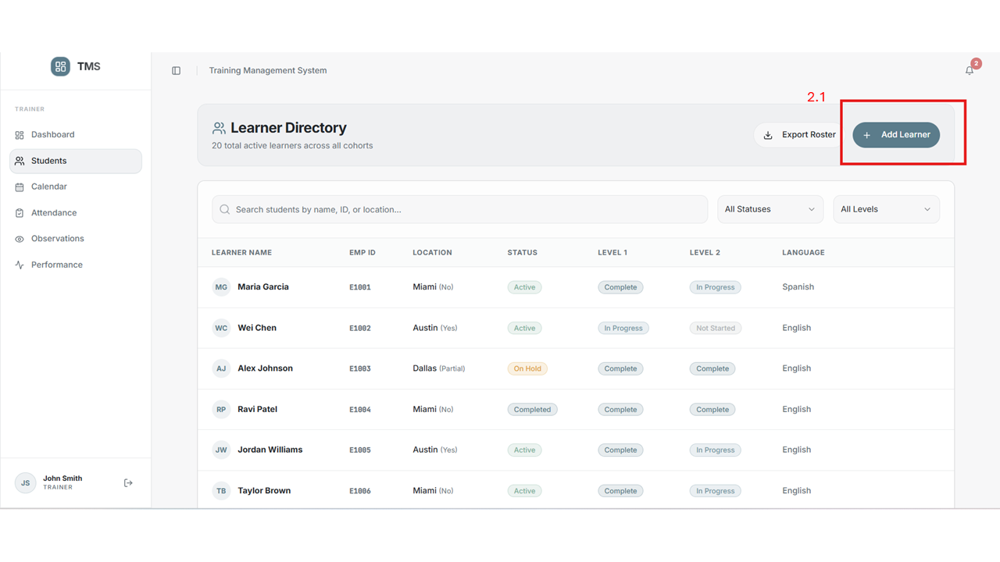 TMS
Training Management System
2
TRAINER
Dashboard
Students
Calendar
Attendance
Observations
Performance
JS
John Smith
TRAINER
2.1
Learner Directory
20 total active learners across all cohorts
Export Roster
+ Add Learner
Search students by name, ID, or location...
All Statuses
All Levels
LEARNER NAME EMP ID LOCATION STATUS LEVEL 1 LEVEL 2 LANGUAGE
MG Maria Garcia E1001 Miami (No) Active Complete In Progress Spanish
WC Wei Chen E1002 Austin (Yes) Active In Progress Not Started English
AJ Alex Johnson E1003 Dallas (Partial) On Hold Complete Complete English
RP Ravi Patel E1004 Miami (No) Completed Complete Complete English
JW Jordan Williams E1005 Austin (Yes) Active Complete In Progress English
TB Taylor Brown E1006 Miami (No) Active Complete In Progress English